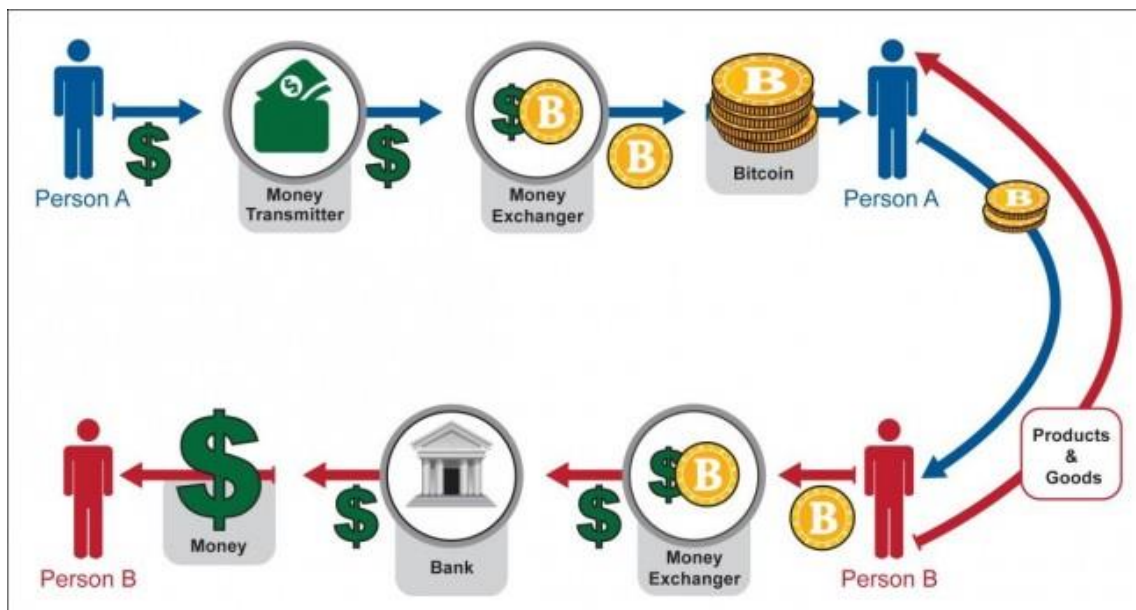 Person A
$
Money
Transmitter
$
$ B
Money
Exchanger
B
B
Bitcoin
Person A
B
Products
&
Goods
Person B
$
Money
$
Bank
$
$ B
Money
Exchanger
B
Person B